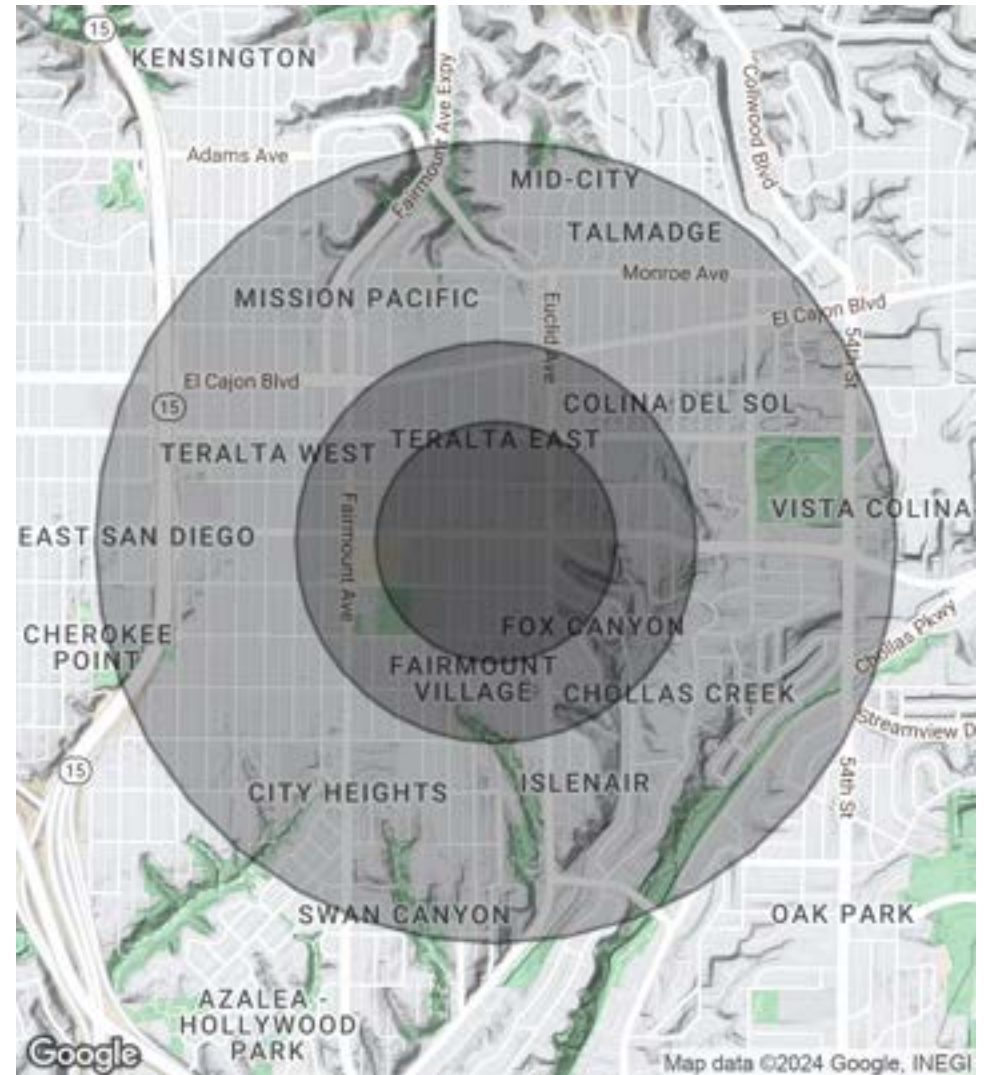 15
KENSINGTON
Fairmount Ave Expy
Collwood Blvd
Adams Ave
MID-CITY
TALMADGE
Monroe Ave
MISSION PACIFIC
Euclid Ave
El Cajon Blvd
54th St
El Cajon Blvd
15
COLINA DEL SOL
TERALTA EAST
TERALTA WEST
VISTA COLINA
Fairmount Ave
EAST SAN DIEGO
FOX CANYON
CHEROKEE
POINT
Chollas Pkwy
FAIRMOUNT
VILLAGE
CHOLLAS CREEK
Streamview D
15
ISLENAIR
54th St
CITY HEIGHTS
SWAN CANYON
OAK PARK
AZALEA -
HOLLYWOOD
PARK
Google
Map data ©2024 Google, INEGI